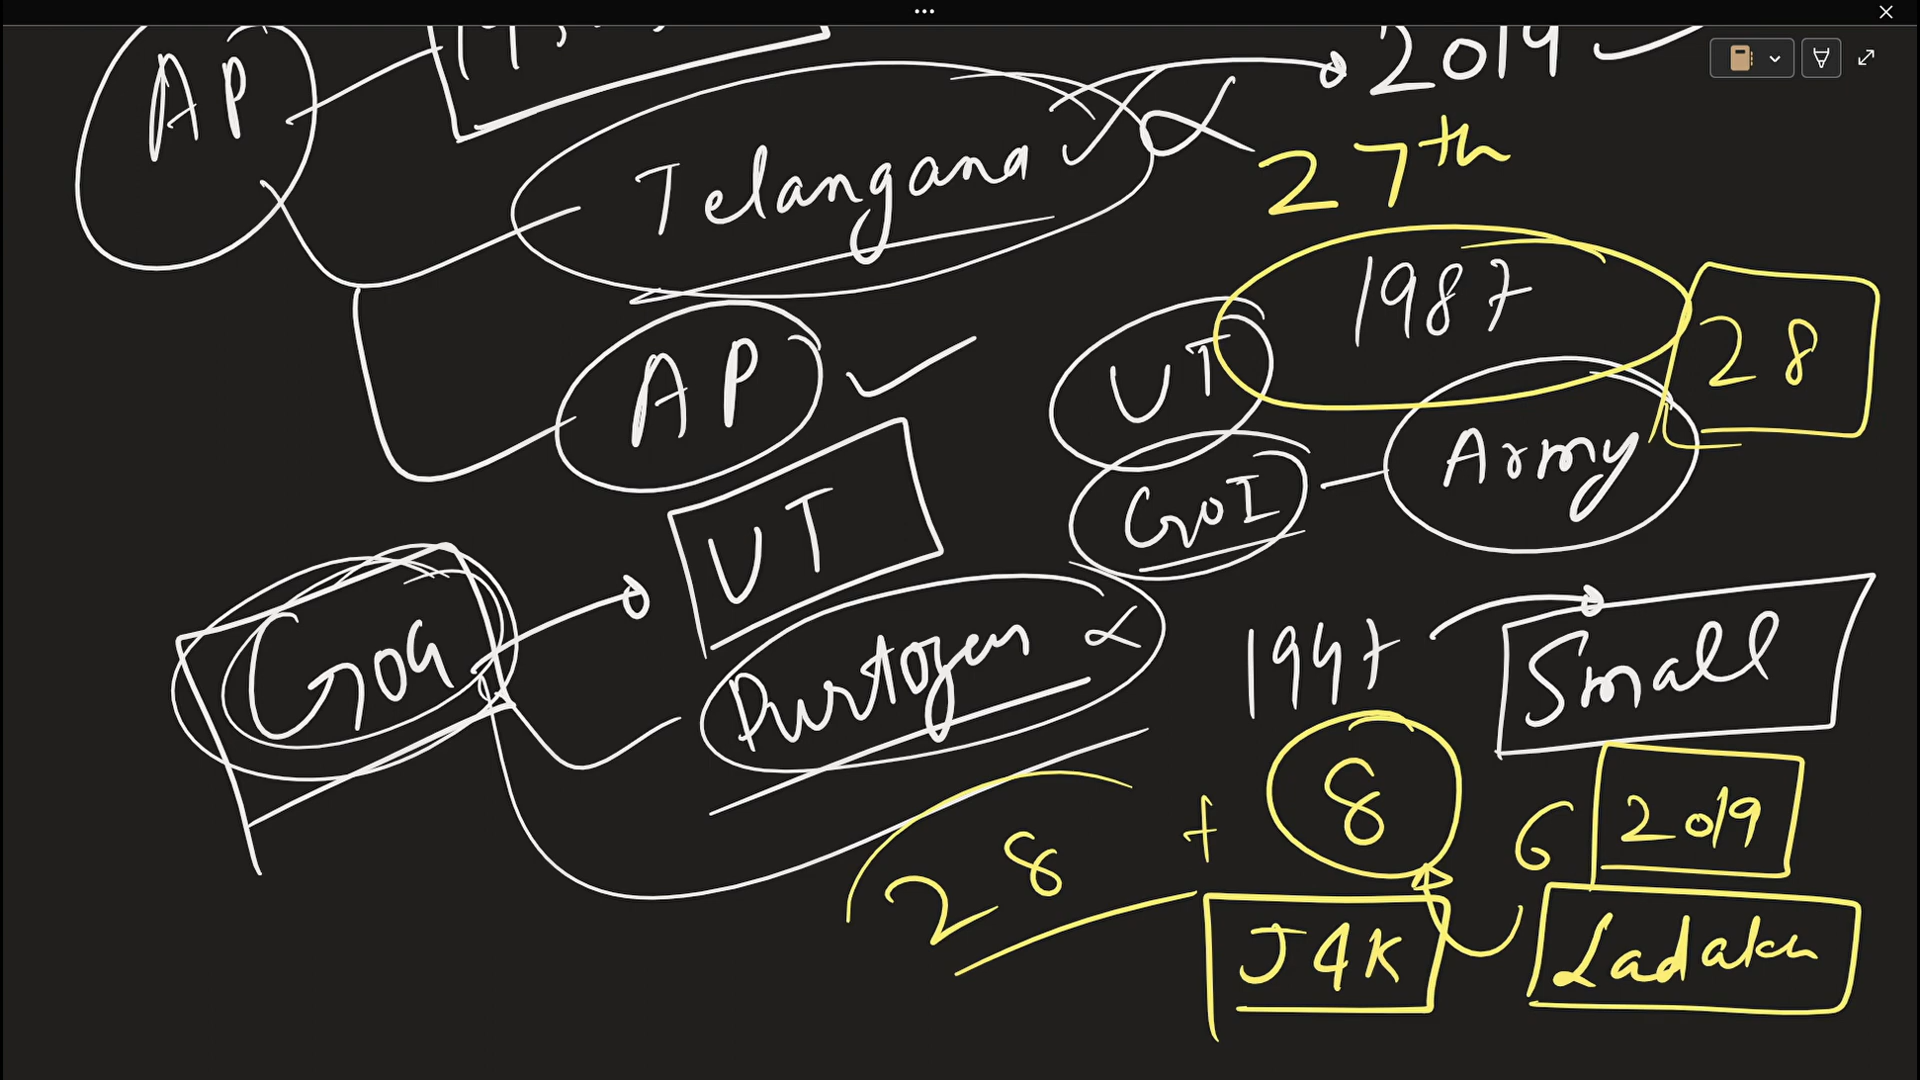 AP
2019
27th
Telangana
1987
28
AP
UT
Army
GOI
UT
Goa
Purtogen
1947
Small
28 + 8
6
2019
J4K
Ladakh